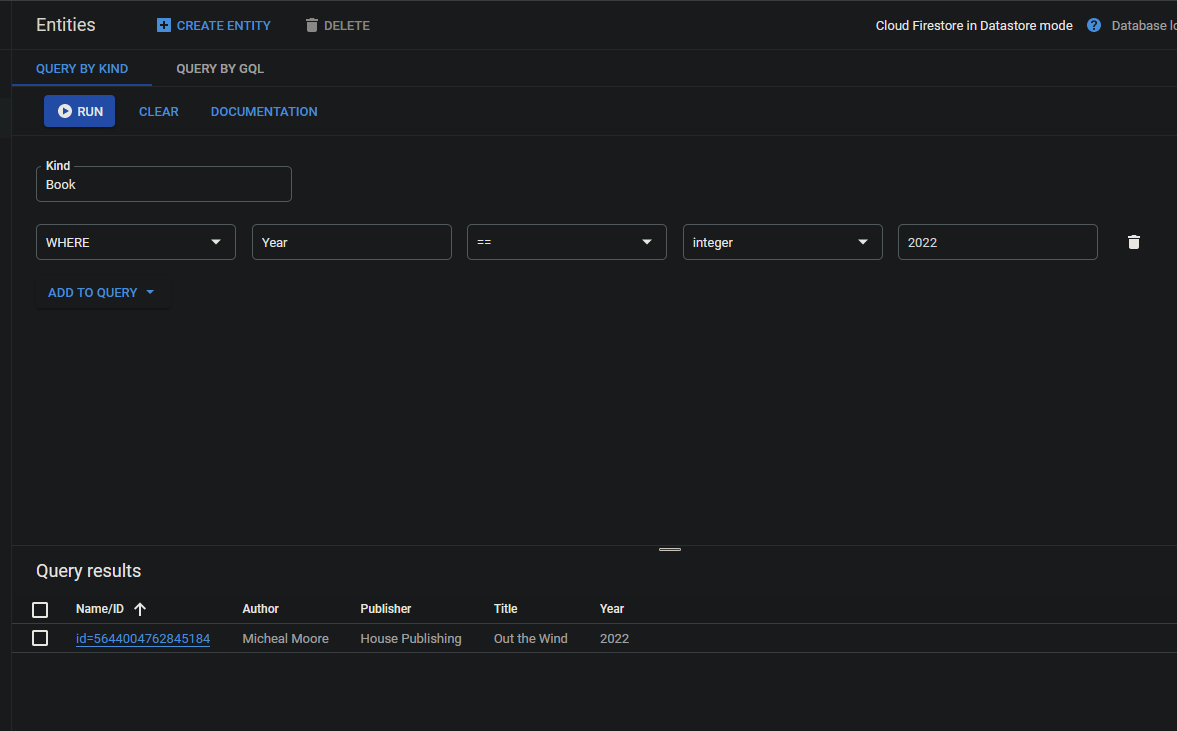 Entities CREATE ENTITY DELETE Cloud Firestore in Datastore mode ? Database lo
QUERY BY KIND QUERY BY GQL
RUN CLEAR DOCUMENTATION
Kind
Book
WHERE Year == integer 2022
ADD TO QUERY
Query results
Name/ID Author Publisher Title Year
id=5644004762845184 Micheal Moore House Publishing Out the Wind 2022